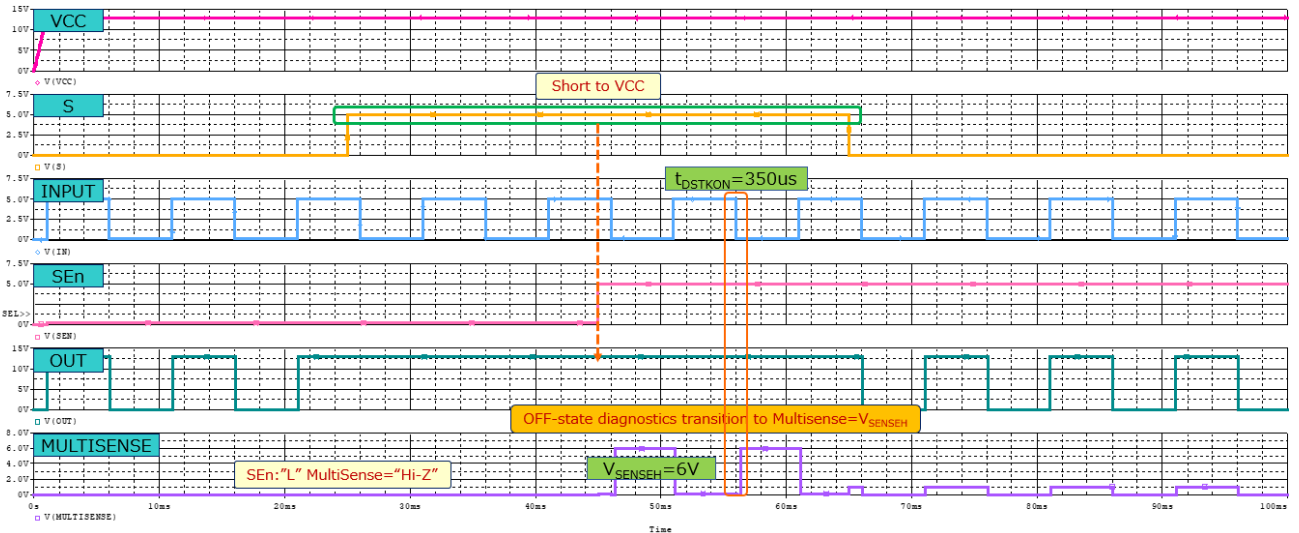 15V
VCC
10V
5V
0V
V(VCC)
7.5V
S
Short to VCC
5.0V
2.5V
0V
V(S)
7.5V
INPUT
tDSTKON=350us
5.0V
2.5V
0V
V(IN)
7.5V
SEn
5.0V
SEL>>
0V
V(SEN)
15V
OUT
10V
5V
0V
V(OUT)
OFF-state diagnostics transition to Multisense=VSENSEH
8.0V
MULTISENSE
6.0V
4.0V
SEn:”L” MultiSense=“Hi-Z”
VSENSEH=6V
2.0V
0V
0s 10ms 20ms 30ms 40ms 50ms 60ms 70ms 80ms 90ms 100ms
V(MULTISENSE)
Time